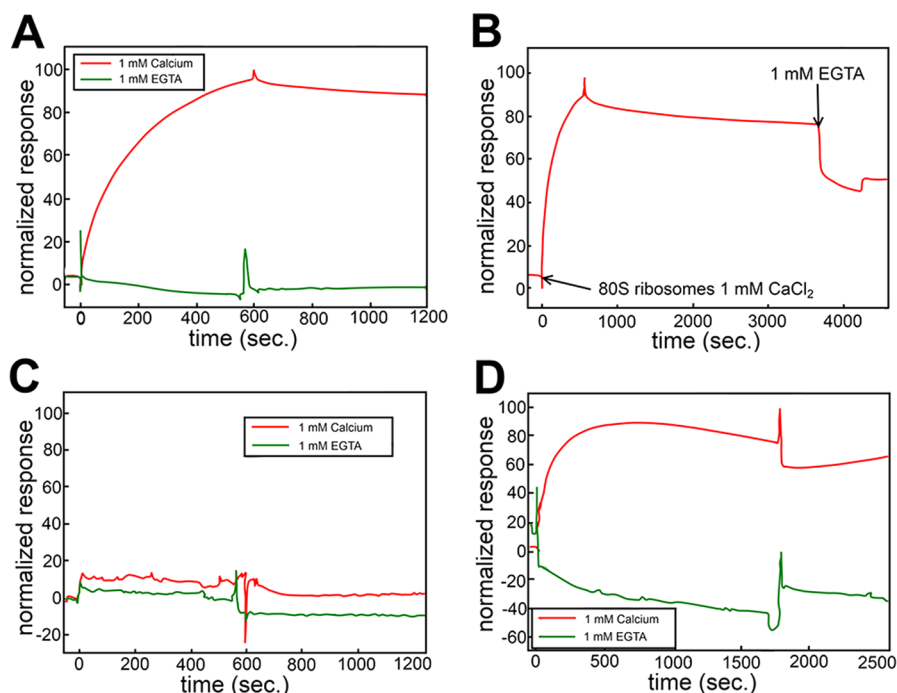 A
1 mM Calcium
1 mM EGTA
normalized response
100
80
60
40
20
0
0 200 400 600 800 1000 1200
time (sec.)
B
1 mM EGTA
80S ribosomes 1 mM CaCl₂
normalized response
100
80
60
40
20
0
0 1000 2000 3000 4000
time (sec.)
C
1 mM Calcium
1 mM EGTA
normalized response
100
80
60
40
20
0
-20
0 200 400 600 800 1000 1200
time (sec.)
D
normalized response
100
80
60
40
20
0
-20
-40
-60
1 mM Calcium
1 mM EGTA
0 500 1000 1500 2000 2500
time (sec.)